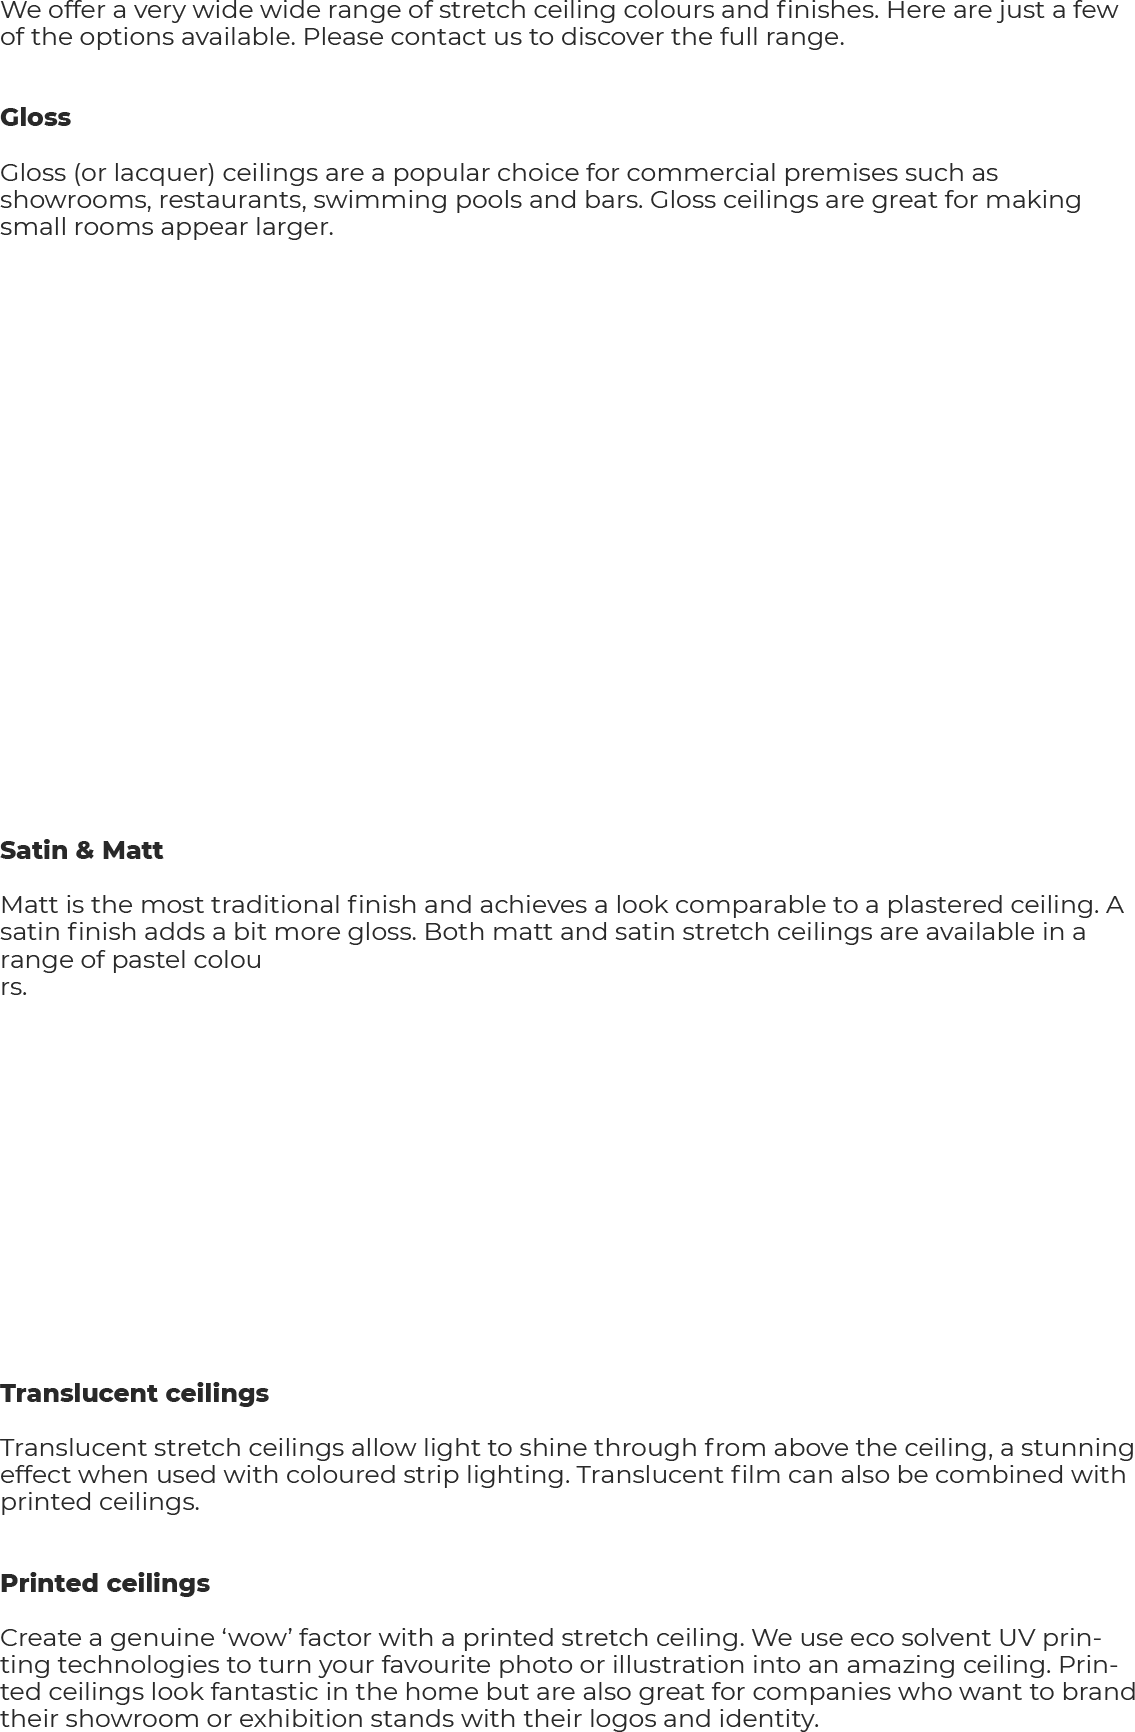 We offer a very wide wide range of stretch ceiling colours and finishes. Here are just a few
of the options available. Please contact us to discover the full range.
Gloss
Gloss (or lacquer) ceilings are a popular choice for commercial premises such as
showrooms, restaurants, swimming pools and bars. Gloss ceilings are great for making
small rooms appear larger.
Satin & Matt
Matt is the most traditional finish and achieves a look comparable to a plastered ceiling. A
satin finish adds a bit more gloss. Both matt and satin stretch ceilings are available in a
range of pastel colou
rs.
Translucent ceilings
Translucent stretch ceilings allow light to shine through from above the ceiling, a stunning
effect when used with coloured strip lighting. Translucent film can also be combined with
printed ceilings.
Printed ceilings
Create a genuine ‘wow’ factor with a printed stretch ceiling. We use eco solvent UV prin-
ting technologies to turn your favourite photo or illustration into an amazing ceiling. Prin-
ted ceilings look fantastic in the home but are also great for companies who want to brand
their showroom or exhibition stands with their logos and identity.